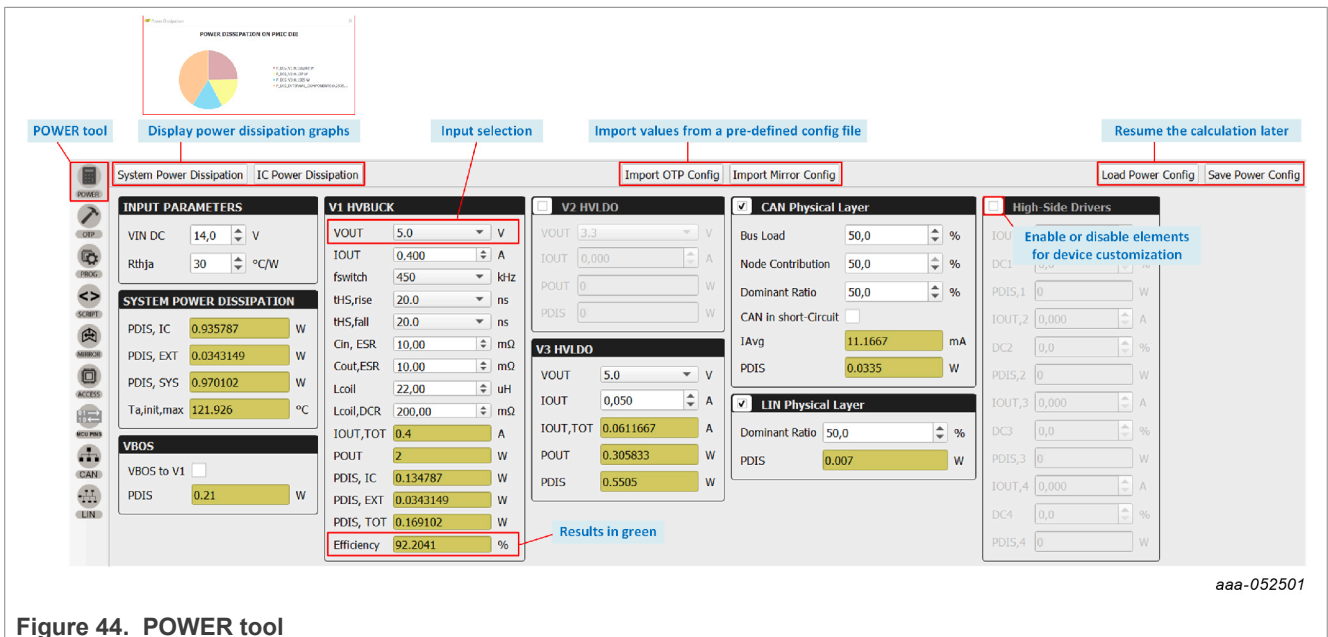 Power Dissipation
POWER DISSIPATION ON PMIC DIE
POWER tool
Display power dissipation graphs
Input selection
Import values from a pre-defined config file
Resume the calculation later
System Power Dissipation IC Power Dissipation
Import OTP Config Import Mirror Config
Load Power Config Save Power Config
POWER
OTP
PROG
SCRIPT
MIRROR
ACCESS
MCU PINS
CAN
LIN
INPUT PARAMETERS
VIN DC 14,0 V
Rthja 30 °C/W
SYSTEM POWER DISSIPATION
PDIS, IC 0.935787 W
PDIS, EXT 0.0343149 W
PDIS, SYS 0.970102 W
Ta,init,max 121.926 °C
VBOS
VBOS to V1
PDIS 0.21 W
V1 HVBUCK
VOUT 5.0 V
IOUT 0,400 A
fswitch 450 kHz
tHS,rise 20.0 ns
tHS,fall 20.0 ns
Cin, ESR 10,00 mΩ
Cout,ESR 10,00 mΩ
Lcoil 22,00 uH
Lcoil,DCR 200,00 mΩ
IOUT,TOT 0.4 A
POUT 2 W
PDIS, IC 0.134787 W
PDIS, EXT 0.0343149 W
PDIS, TOT 0.169102 W
Efficiency 92.2041 %
Results in green
V2 HVLDO
VOUT 3.3 V
IOUT 0,000 A
POUT 0 W
PDIS 0 W
V3 HVLDO
VOUT 5.0 V
IOUT 0,050 A
IOUT,TOT 0.0611667 A
POUT 0.305833 W
PDIS 0.5505 W
CAN Physical Layer
Bus Load 50,0 %
Node Contribution 50,0 %
Dominant Ratio 50,0 %
CAN in short-Circuit
IAvg 11.1667 mA
PDIS 0.0335 W
LIN Physical Layer
Dominant Ratio 50,0 %
PDIS 0.007 W
High-Side Drivers
Enable or disable elements
for device customization
DC1 %
PDIS,1 0 W
IOUT,2 0,000 A
DC2 0,0 %
PDIS,2 0 W
IOUT,3 0,000 A
DC3 0,0 %
PDIS,3 0 W
IOUT,4 0,000 A
DC4 0,0 %
PDIS,4 0 W
aaa-052501
Figure 44. POWER tool